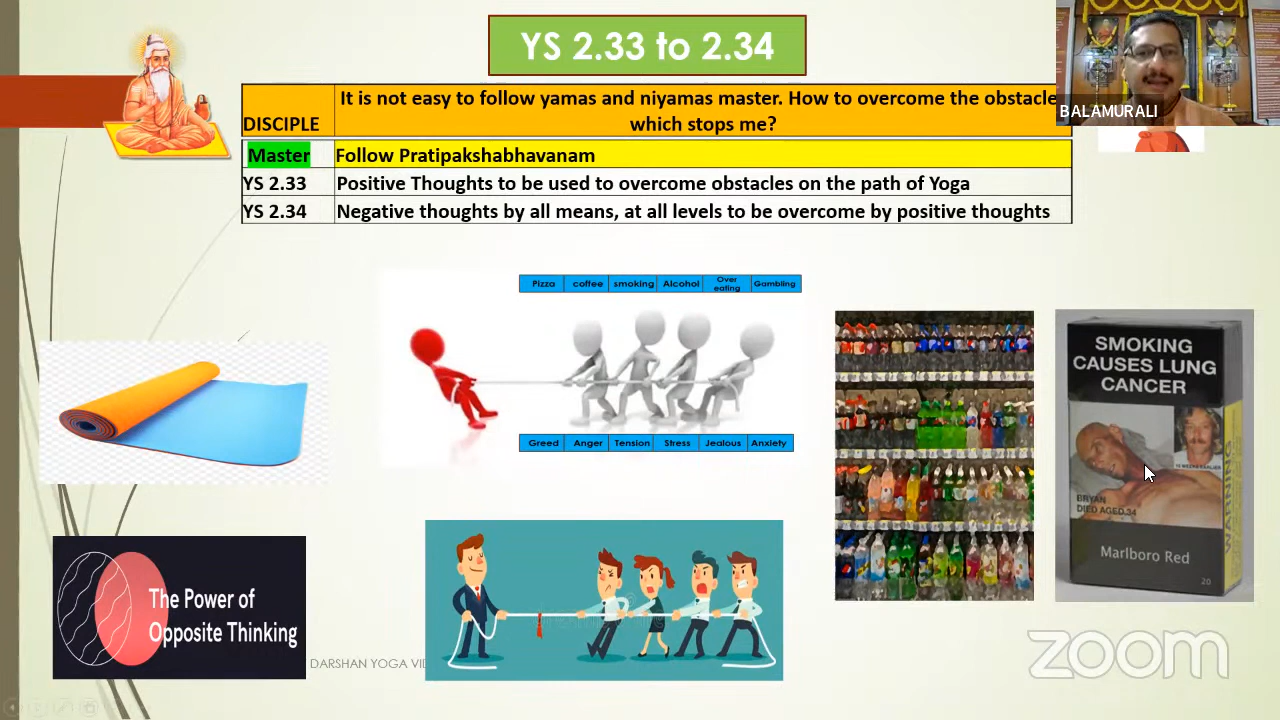 YS 2.33 to 2.34
BALAMURALI
DISCIPLE
It is not easy to follow yamas and niyamas master. How to overcome the obstacle
which stops me?
Master
Follow Pratipakshabhavanam
YS 2.33
Positive Thoughts to be used to overcome obstacles on the path of Yoga
YS 2.34
Negative thoughts by all means, at all levels to be overcome by positive thoughts
Pizza coffee smoking Alcohol Over eating Gambling
Greed Anger Tension Stress Jealous Anxiety
SMOKING
CAUSES LUNG
CANCER
BRYAN
DIED AGED 34
WARNING
Marlboro Red
20
The Power of
Opposite Thinking
DARSHAN YOGA VID
zoom